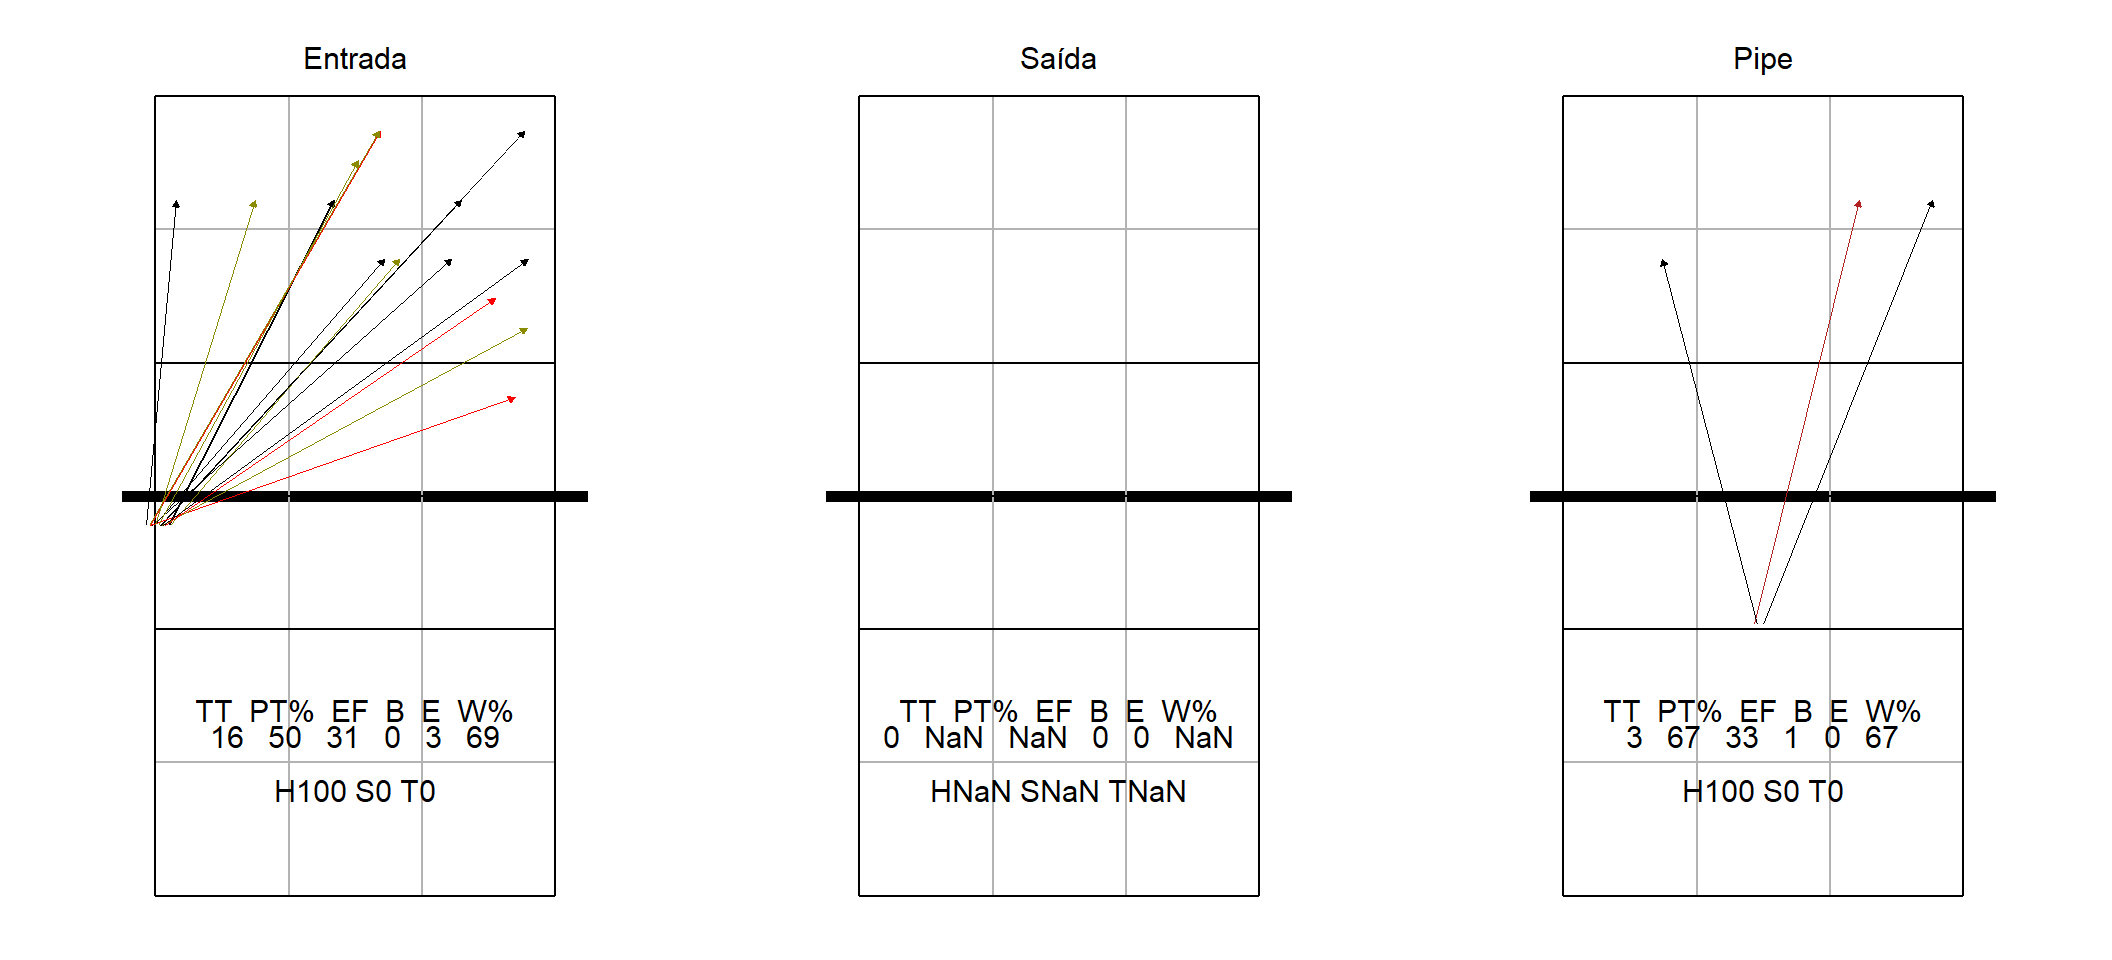 Entrada
TT PT% EF B E W%
16 50 31 0 3 69
H100 S0 T0
Saída
TT PT% EF B E W%
0 NaN NaN 0 0 NaN
HNaN SNaN TNaN
Pipe
TT PT% EF B E W%
3 67 33 1 0 67
H100 S0 T0